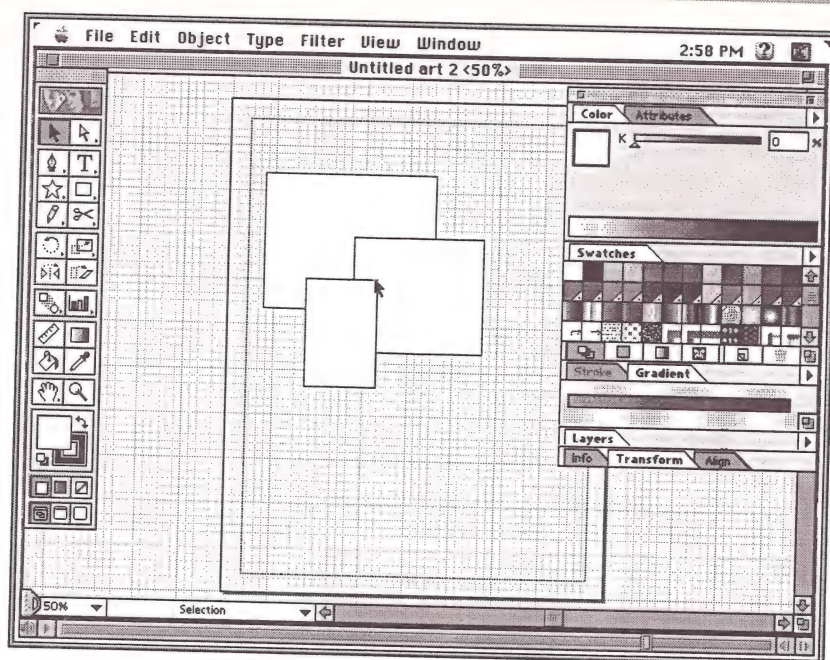 File Edit Object Type Filter View Window 2:58 PM
Untitled art 2 <50%>
Color Attributes
K 0 %
Swatches
Stroke Gradient
Layers
Info Transform Align
T
50% Selection